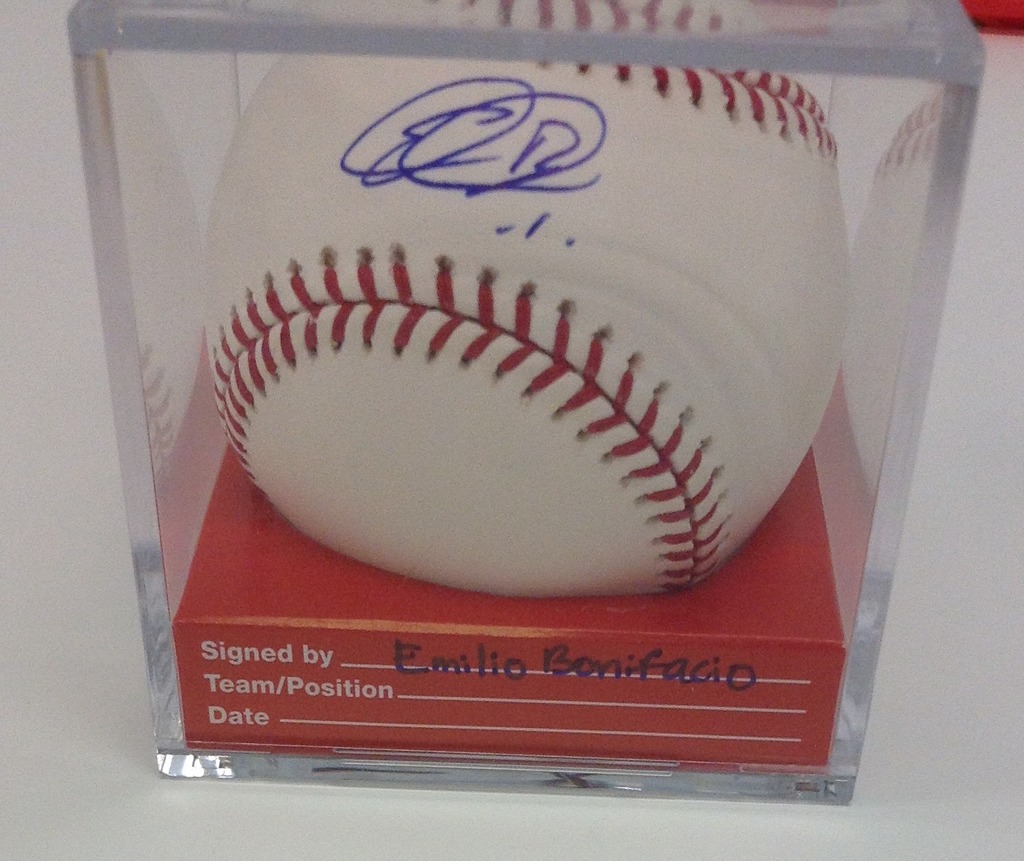 Signed by Emilio Bonifacio
Team/Position
Date